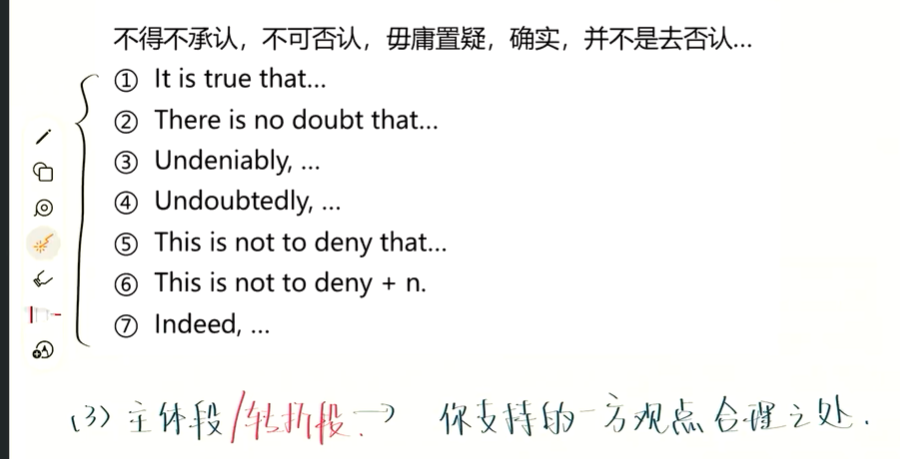 不得不承认，不可否认，毋庸置疑，确实，并不是去否认...
① It is true that...
② There is no doubt that...
③ Undeniably, ...
④ Undoubtedly, ...
⑤ This is not to deny that...
⑥ This is not to deny + n.
⑦ Indeed, ...
(3) 主体段/转折段.→ 你支持的一方观点合理之处.